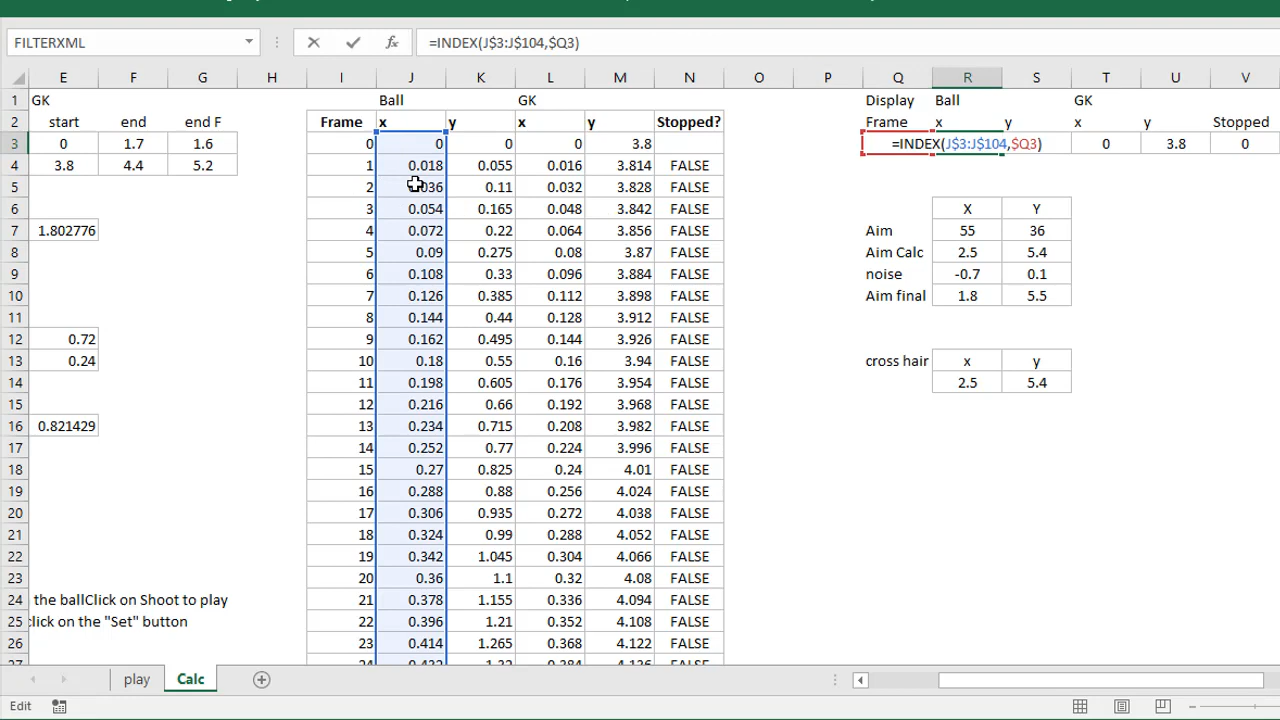 FILTERXML =INDEX(J$3:J$104,$Q3)
E F G H I J K L M N O P Q R S T U V
1 GK Ball GK Display Ball GK
2 start end end F Frame x y x y Stopped? Frame x y x y Stopped
3 0 1.7 1.6 0 0 0 0 3.8 =INDEX(J$3:J$104,$Q3) 0 3.8 0
4 3.8 4.4 5.2 1 0.018 0.055 0.016 3.814 FALSE
5 2 036 0.11 0.032 3.828 FALSE
6 3 0.054 0.165 0.048 3.842 FALSE X Y
7 1.802776 4 0.072 0.22 0.064 3.856 FALSE Aim 55 36
8 5 0.09 0.275 0.08 3.87 FALSE Aim Calc 2.5 5.4
9 6 0.108 0.33 0.096 3.884 FALSE noise -0.7 0.1
10 7 0.126 0.385 0.112 3.898 FALSE Aim final 1.8 5.5
11 8 0.144 0.44 0.128 3.912 FALSE
12 0.72 9 0.162 0.495 0.144 3.926 FALSE
13 0.24 10 0.18 0.55 0.16 3.94 FALSE cross hair x y
14 11 0.198 0.605 0.176 3.954 FALSE 2.5 5.4
15 12 0.216 0.66 0.192 3.968 FALSE
16 0.821429 13 0.234 0.715 0.208 3.982 FALSE
17 14 0.252 0.77 0.224 3.996 FALSE
18 15 0.27 0.825 0.24 4.01 FALSE
19 16 0.288 0.88 0.256 4.024 FALSE
20 17 0.306 0.935 0.272 4.038 FALSE
21 18 0.324 0.99 0.288 4.052 FALSE
22 19 0.342 1.045 0.304 4.066 FALSE
23 20 0.36 1.1 0.32 4.08 FALSE
24 the ballClick on Shoot to play 21 0.378 1.155 0.336 4.094 FALSE
25 click on the "Set" button 22 0.396 1.21 0.352 4.108 FALSE
26 23 0.414 1.265 0.368 4.122 FALSE
27 24 0.432 1.32 0.384 4.136 FALSE
play Calc
Edit